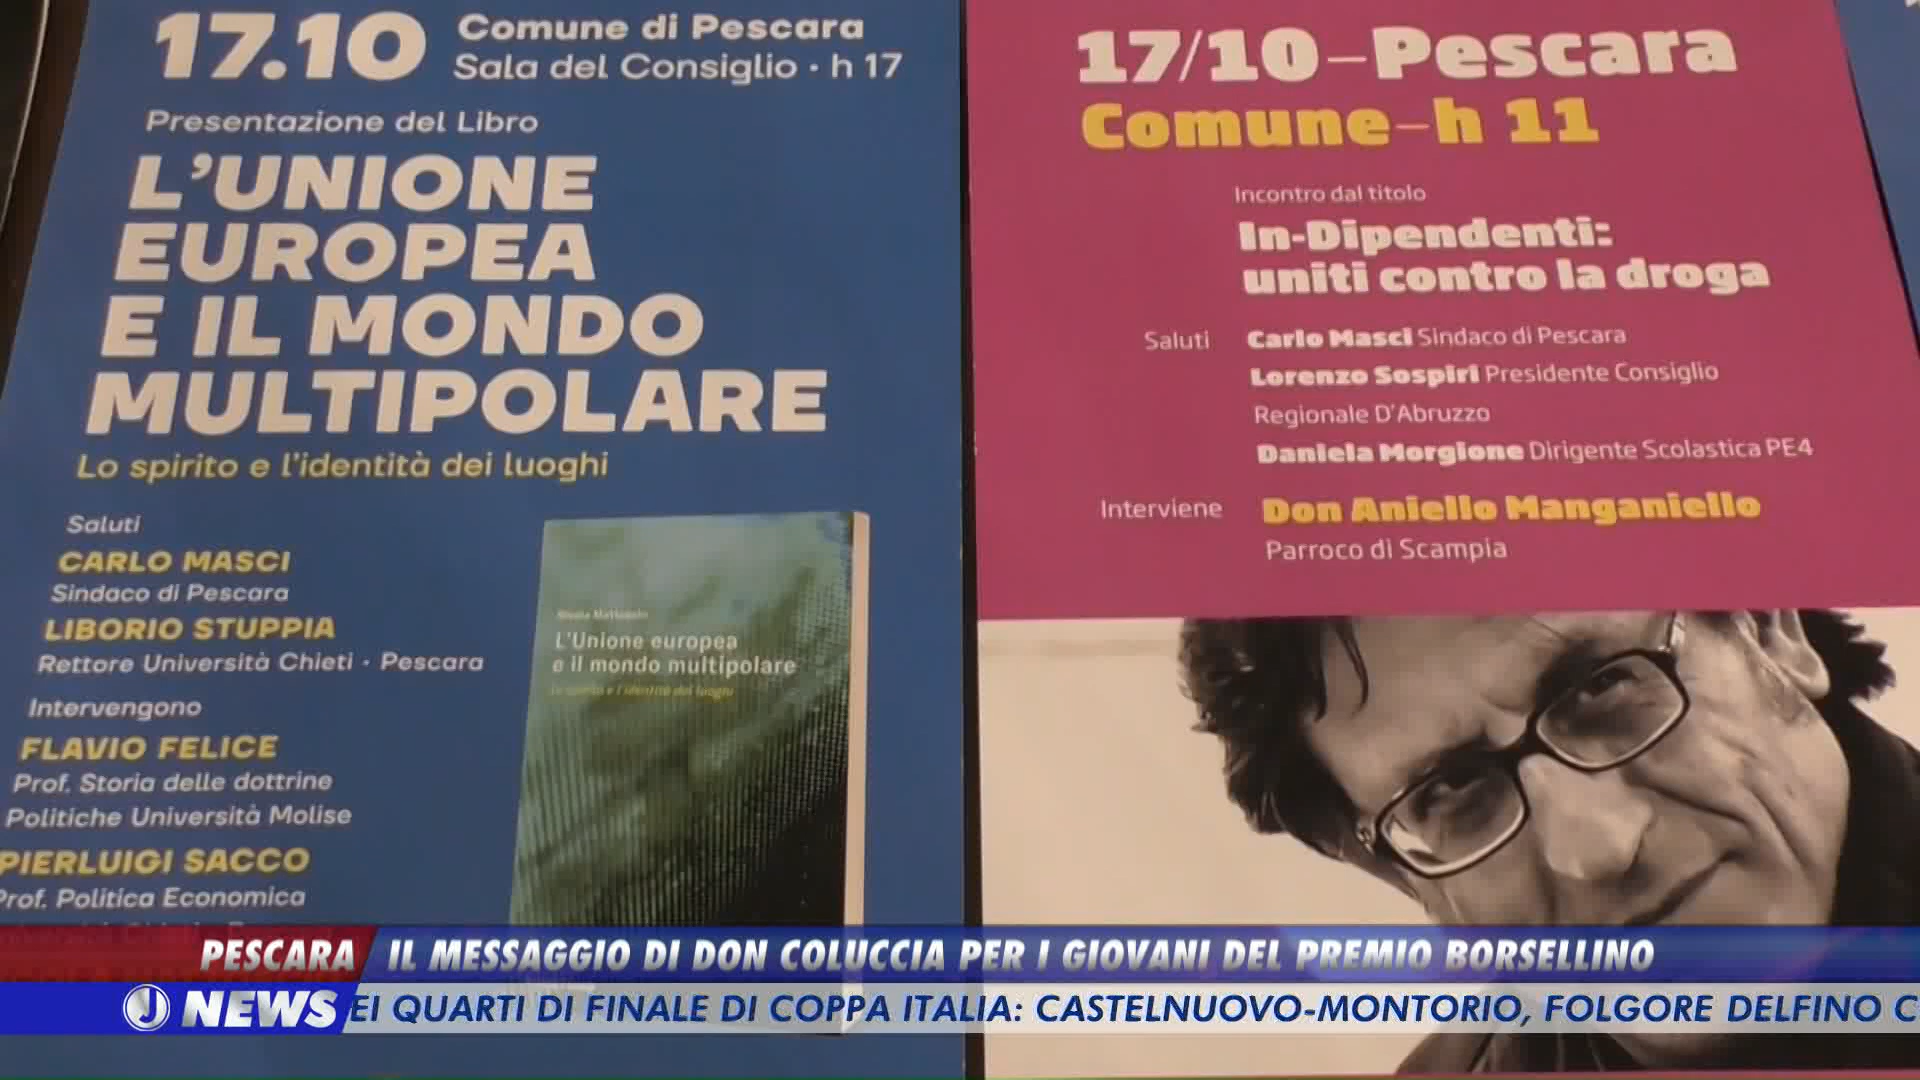 17.10
Comune di Pescara
Sala del Consiglio · h 17
Presentazione del Libro
L'UNIONE
EUROPEA
E IL MONDO
MULTIPOLARE
Lo spirito e l'identità dei luoghi
Saluti
CARLO MASCI
Sindaco di Pescara
LIBORIO STUPPIA
Rettore Università Chieti · Pescara
Intervengono
FLAVIO FELICE
Prof. Storia delle dottrine
Politiche Università Molise
PIERLUIGI SACCO
Prof. Politica Economica
L'Unione europea
e il mondo multipolare
Lo spirito e l'identità dei luoghi
17/10-Pescara
Comune-h 11
Incontro dal titolo
In-Dipendenti:
uniti contro la droga
Saluti
Carlo Masci Sindaco di Pescara
Lorenzo Sospiri Presidente Consiglio
Regionale D'Abruzzo
Daniela Morgione Dirigente Scolastica PE4
Interviene
Don Aniello Manganiello
Parroco di Scampia
PESCARA IL MESSAGGIO DI DON COLUCCIA PER I GIOVANI DEL PREMIO BORSELLINO
J NEWS EI QUARTI DI FINALE DI COPPA ITALIA: CASTELNUOVO-MONTORIO, FOLGORE DELFINO C